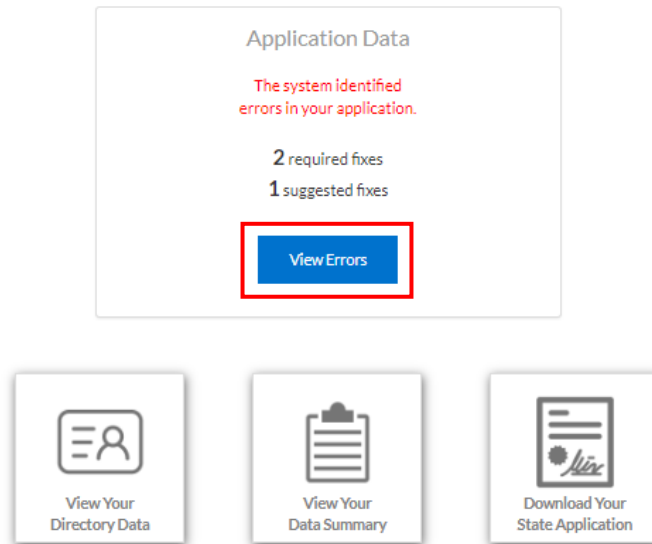 Application Data
The system identified
errors in your application.
2 required fixes
1 suggested fixes
View Errors
View Your
Directory Data
View Your
Data Summary
Download Your
State Application